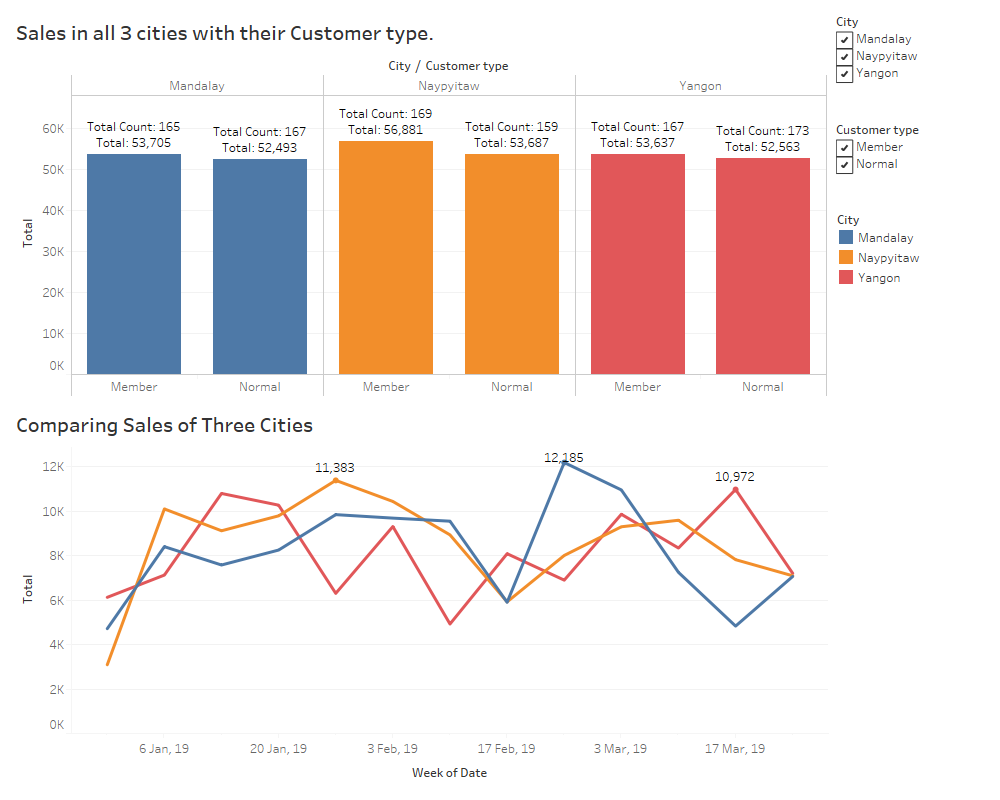 Sales in all 3 cities with their Customer type.
City / Customer type
Mandalay
Naypyitaw
Yangon
Total Count: 165
Total: 53,705
Total Count: 167
Total: 52,493
Total Count: 169
Total: 56,881
Total Count: 159
Total: 53,687
Total Count: 167
Total: 53,637
Total Count: 173
Total: 52,563
Total
60K
50K
40K
30K
20K
10K
0K
Member
Normal
Member
Normal
Member
Normal
City
Mandalay
Naypyitaw
Yangon
Customer type
Member
Normal
City
Mandalay
Naypyitaw
Yangon
Comparing Sales of Three Cities
Total
12K
10K
8K
6K
4K
2K
0K
11,383
12,185
10,972
6 Jan, 19
20 Jan, 19
3 Feb, 19
17 Feb, 19
3 Mar, 19
17 Mar, 19
Week of Date